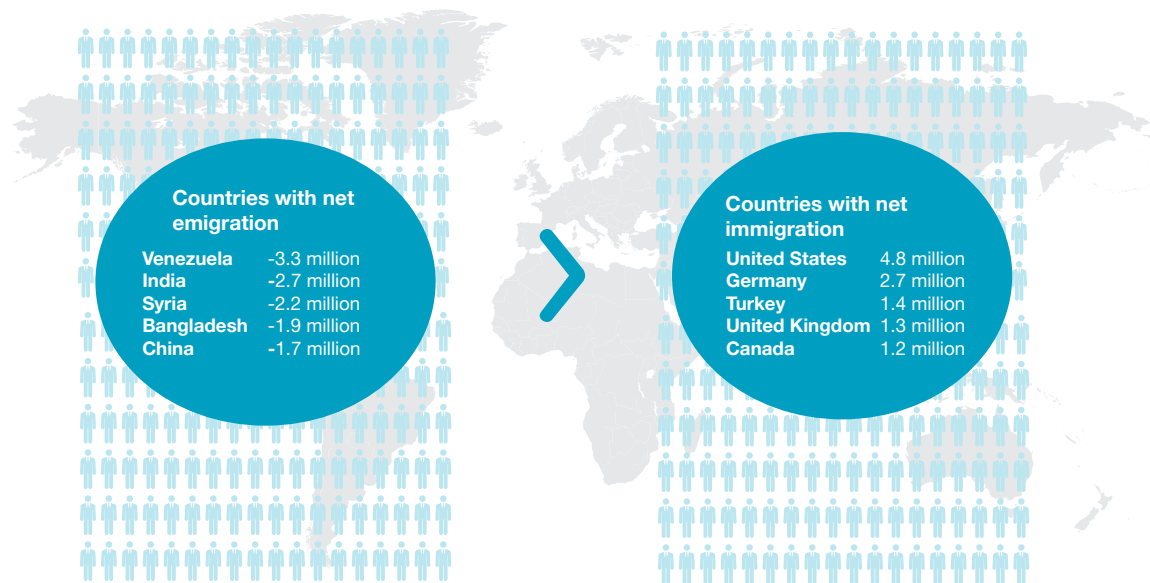 Countries with net
emigration
Venezuela -3.3 million
India -2.7 million
Syria -2.2 million
Bangladesh -1.9 million
China -1.7 million
Countries with net
immigration
United States 4.8 million
Germany 2.7 million
Turkey 1.4 million
United Kingdom 1.3 million
Canada 1.2 million